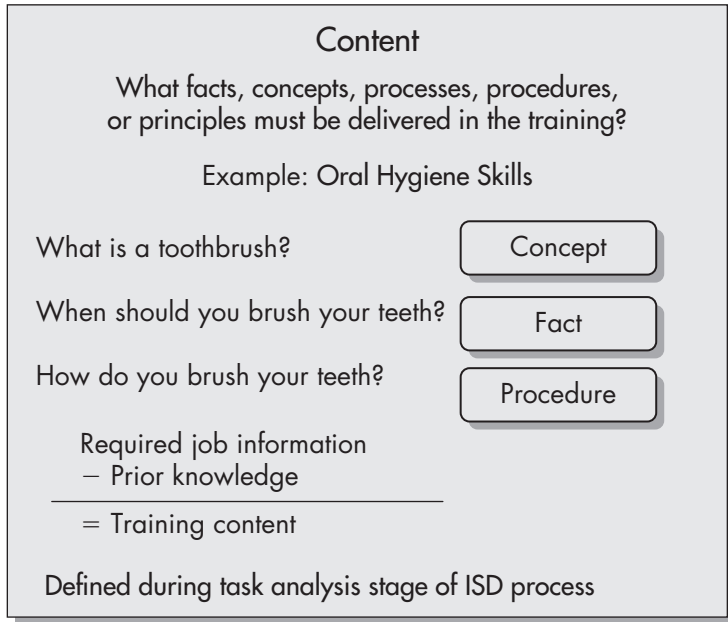 Content
What facts, concepts, processes, procedures,
or principles must be delivered in the training?
Example: Oral Hygiene Skills
What is a toothbrush?
Concept
When should you brush your teeth?
Fact
How do you brush your teeth?
Procedure
Required job information
− Prior knowledge
= Training content
Defined during task analysis stage of ISD process